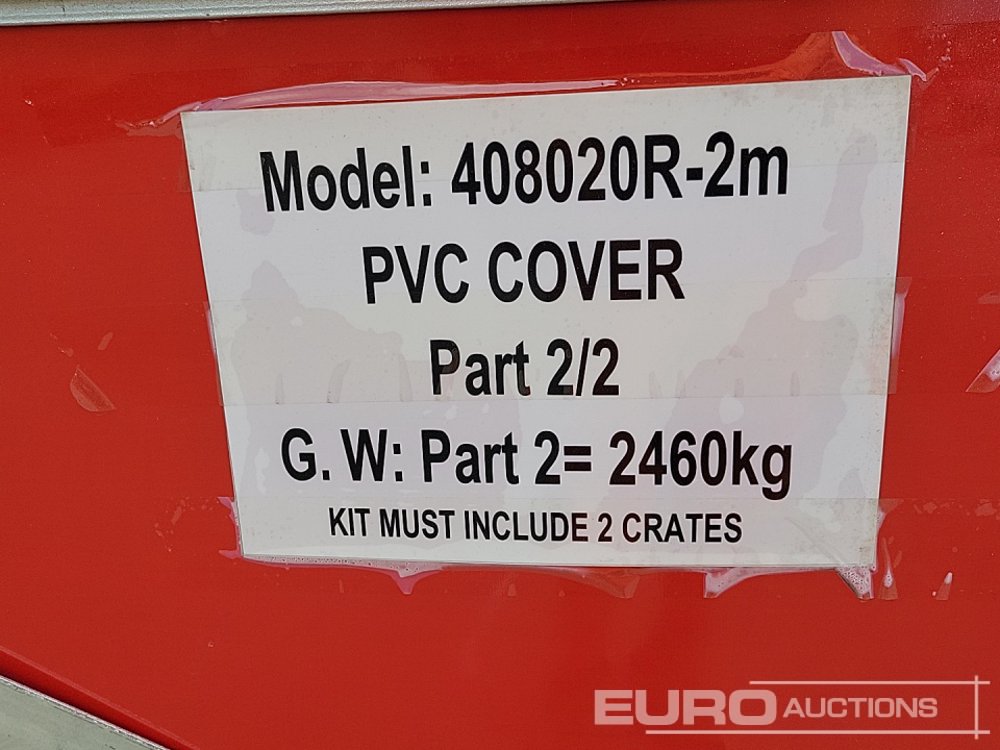 Model: 408020R-2m
PVC COVER
Part 2/2
G. W: Part 2= 2460kg
KIT MUST INCLUDE 2 CRATES
EURO AUCTIONS